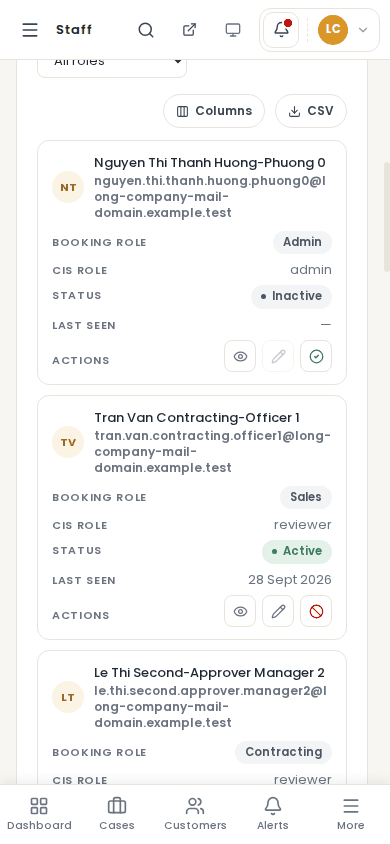 Staff
LC
All roles
Columns
CSV
NT
Nguyen Thi Thanh Huong-Phuong 0
nguyen.thi.thanh.huong.phuong0@l
ong-company-mail-
domain.example.test
BOOKING ROLE Admin
CIS ROLE admin
STATUS Inactive
LAST SEEN —
ACTIONS
TV
Tran Van Contracting-Officer 1
tran.van.contracting.officer1@long-
company-mail-
domain.example.test
BOOKING ROLE Sales
CIS ROLE reviewer
STATUS Active
LAST SEEN 28 Sept 2026
ACTIONS
LT
Le Thi Second-Approver Manager 2
le.thi.second.approver.manager2@l
ong-company-mail-
domain.example.test
BOOKING ROLE Contracting
CIS ROLE reviewer
Dashboard Cases Customers Alerts More